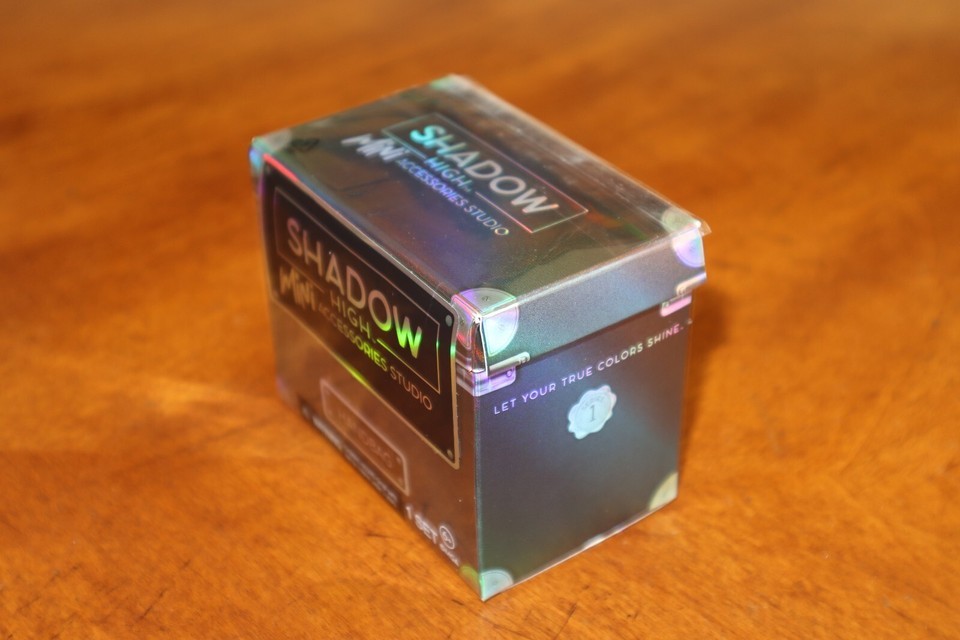 SHADOW
HIGH
MINI ACCESSORIES STUDIO
SHADOW
HIGH
MINI ACCESSORIES STUDIO
1 SET
LET YOUR TRUE COLORS SHINE.
1